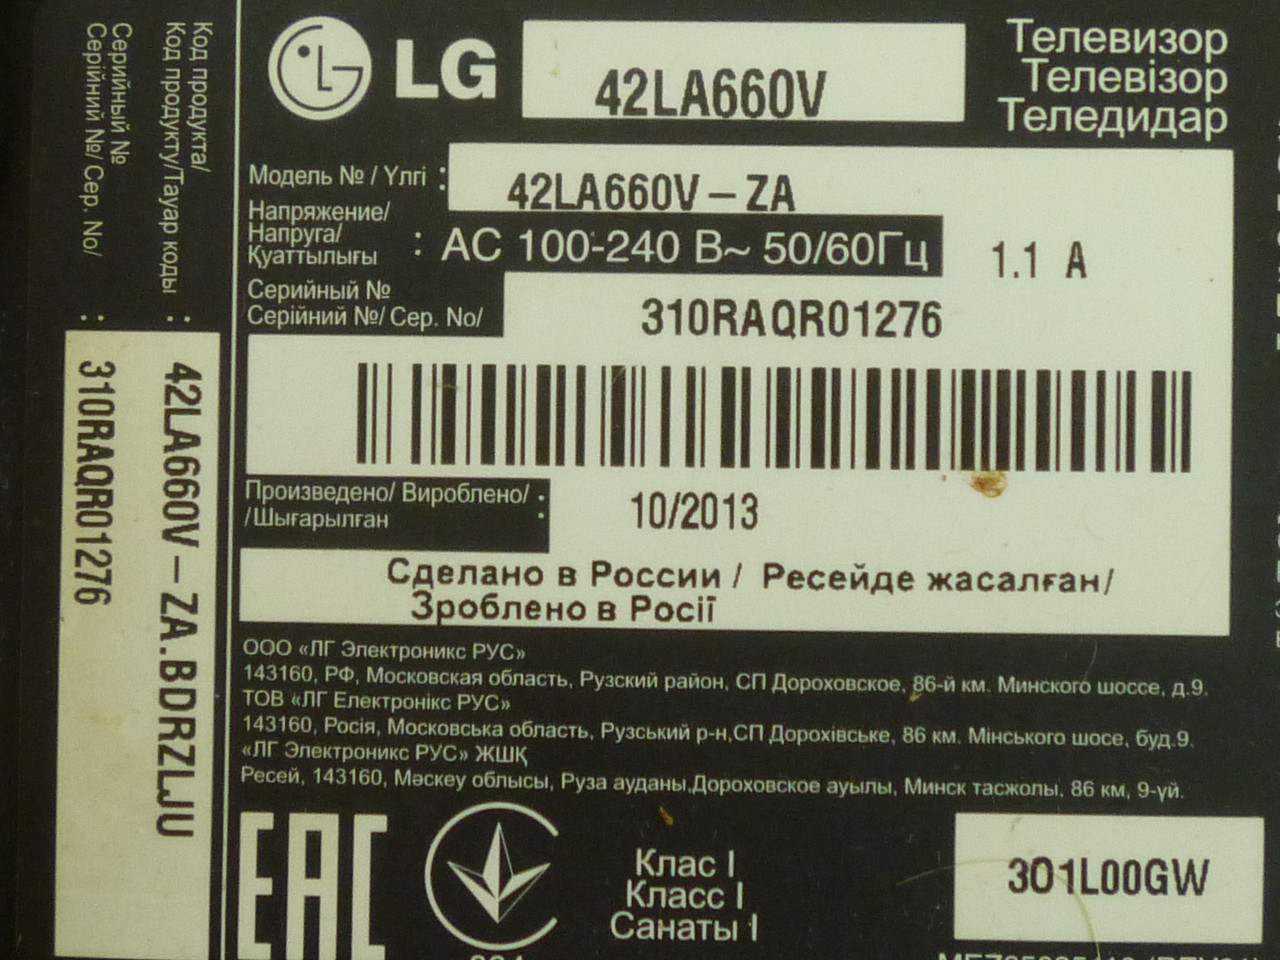 Код продукта/
Код продукту/Тауар коды :
Серийный №
Серійний №/ Сер. No/ :
42LA660V-ZA.BDRZLJU
310RAQR01276
LG
42LA660V
Телевизор
Телевізор
Теледидар
Модель № / Үлгі : 42LA660V-ZA
Напряжение/
Напруга/
Қуаттылығы : AC 100-240 В~ 50/60Гц 1.1 A
Серийный №
Серійний №/ Сер. No/ 310RAQR01276
Произведено/ Вироблено/ :
/Шығарылған : 10/2013
Сделано в России / Ресейде жасалған/
Зроблено в Росії
ООО «ЛГ Электроникс РУС»
143160, РФ, Московская область, Рузский район, СП Дороховское, 86-й км. Минского шоссе, д.9.
ТОВ «ЛГ Електронікс РУС»
143160, Росія, Московська область, Рузський р-н,СП Дорохівське, 86 км. Мінського шосе, буд.9.
«ЛГ Электроникс РУС» ЖШҚ
Ресей, 143160, Мәскеу облысы, Руза ауданы,Дороховское ауылы, Минск тасжолы, 86 км, 9-үй.
EAC
Клас I
Класс I
Санаты I
301L00GW